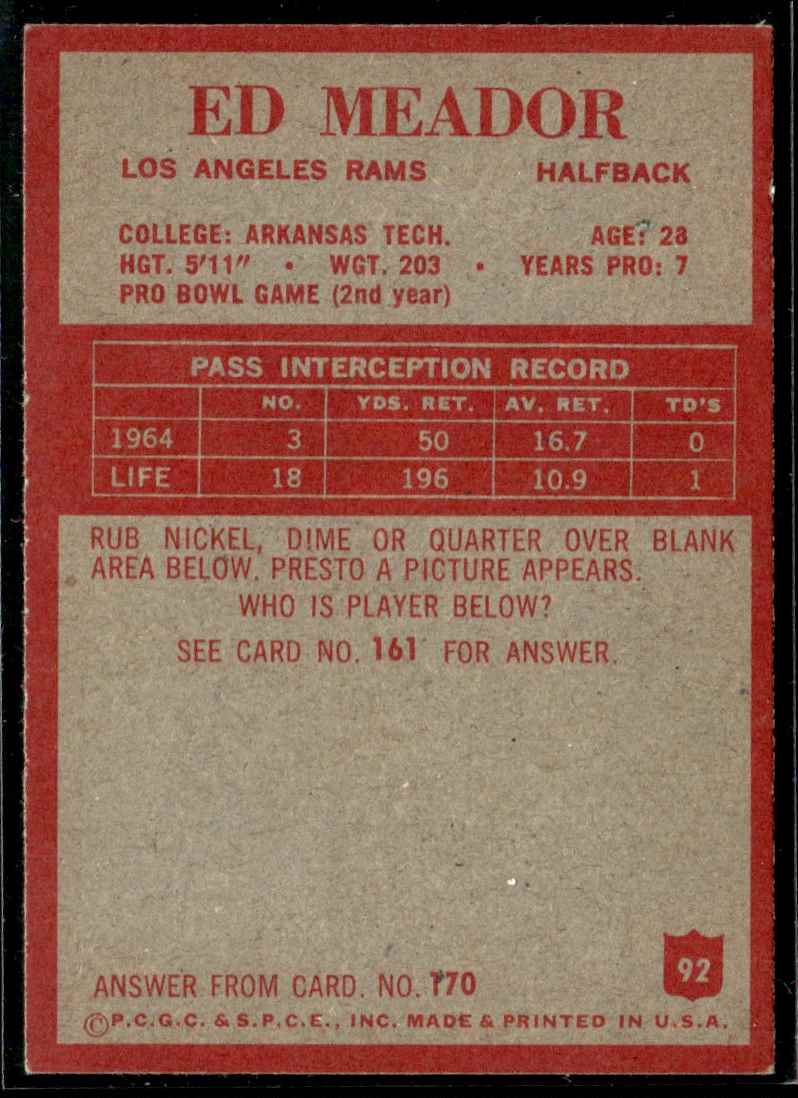 ED MEADOR
LOS ANGELES RAMS HALFBACK
COLLEGE: ARKANSAS TECH. AGE: 28
HGT. 5'11" • WGT. 203 • YEARS PRO: 7
PRO BOWL GAME (2nd year)
PASS INTERCEPTION RECORD
NO. YDS. RET. AV. RET. TD'S
1964 3 50 16.7 0
LIFE 18 196 10.9 1
RUB NICKEL, DIME OR QUARTER OVER BLANK
AREA BELOW. PRESTO A PICTURE APPEARS.
WHO IS PLAYER BELOW?
SEE CARD NO. 161 FOR ANSWER.
92
ANSWER FROM CARD. NO. 170
©P.C.G.C. & S.P.C.E., INC. MADE & PRINTED IN U.S.A.